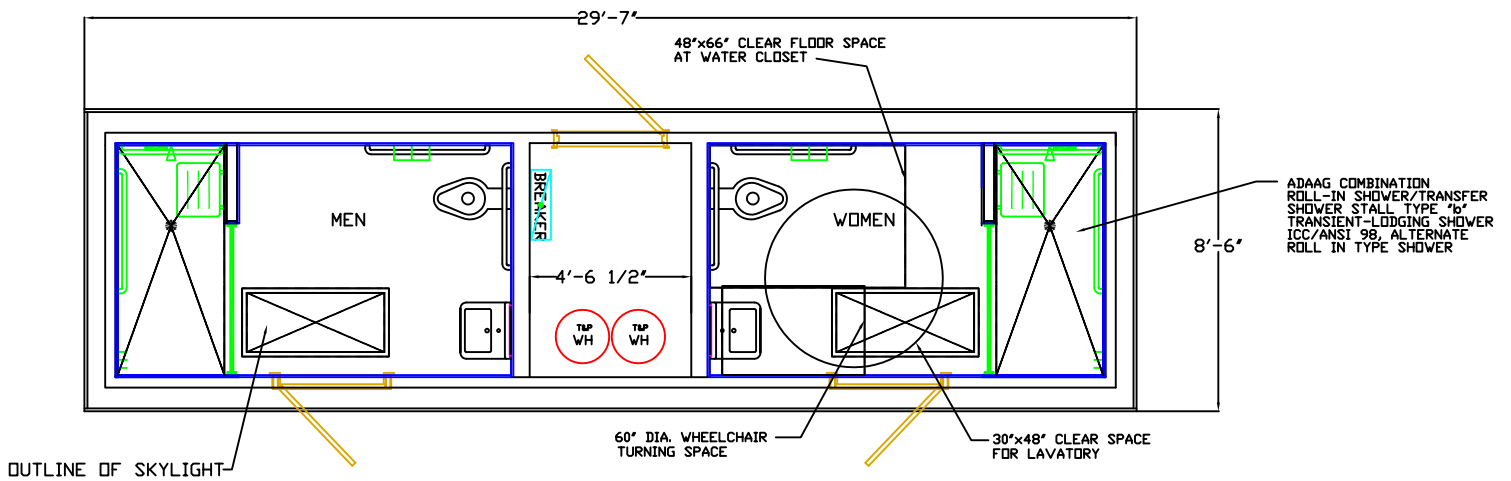 29'-7"
48"x66" CLEAR FLOOR SPACE
AT WATER CLOSET
BREAKER
MEN
WOMEN
ADAAG COMBINATION
ROLL-IN SHOWER/TRANSFER
SHOWER STALL TYPE "b"
TRANSIENT-LODGING SHOWER
ICC/ANSI 98, ALTERNATE
ROLL IN TYPE SHOWER
8'-6"
4'-6 1/2"
T&P
WH
T&P
WH
60" DIA. WHEELCHAIR
TURNING SPACE
30"x48" CLEAR SPACE
FOR LAVATORY
OUTLINE OF SKYLIGHT